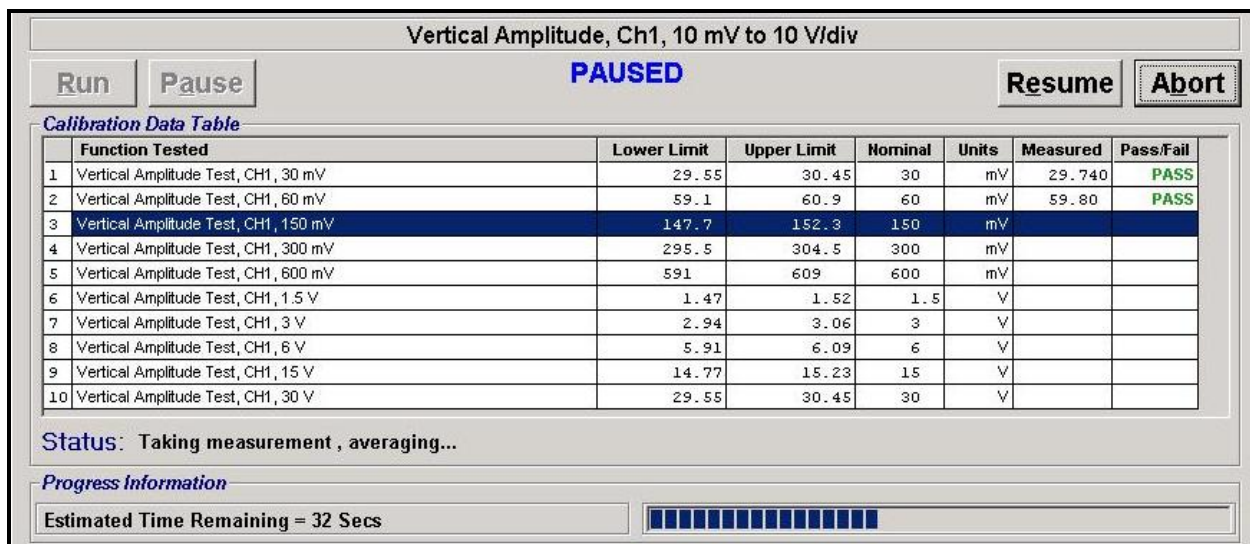 Vertical Amplitude, Ch1, 10 mV to 10 V/div
Run Pause PAUSED Resume Abort
Calibration Data Table
Function Tested Lower Limit Upper Limit Nominal Units Measured Pass/Fail
1 Vertical Amplitude Test, CH1, 30 mV 29.55 30.45 30 mV 29.740 PASS
2 Vertical Amplitude Test, CH1, 60 mV 59.1 60.9 60 mV 59.80 PASS
3 Vertical Amplitude Test, CH1, 150 mV 147.7 152.3 150 mV
4 Vertical Amplitude Test, CH1, 300 mV 295.5 304.5 300 mV
5 Vertical Amplitude Test, CH1, 600 mV 591 609 600 mV
6 Vertical Amplitude Test, CH1, 1.5 V 1.47 1.52 1.5 V
7 Vertical Amplitude Test, CH1, 3 V 2.94 3.06 3 V
8 Vertical Amplitude Test, CH1, 6 V 5.91 6.09 6 V
9 Vertical Amplitude Test, CH1, 15 V 14.77 15.23 15 V
10 Vertical Amplitude Test, CH1, 30 V 29.55 30.45 30 V
Status: Taking measurement , averaging...
Progress Information
Estimated Time Remaining = 32 Secs